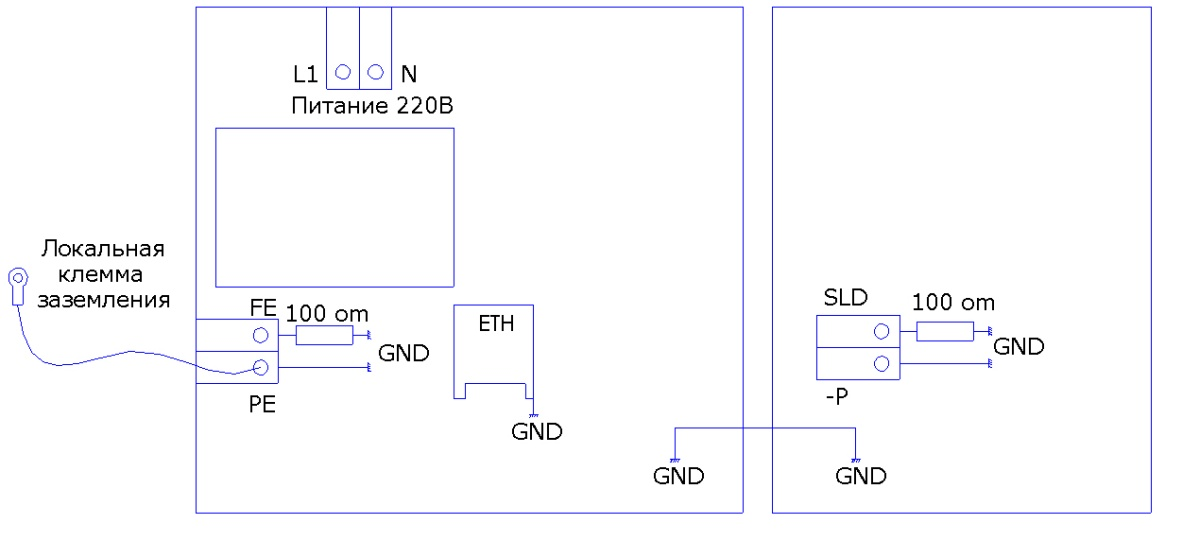 L1 N
Питание 220В
Локальная
клемма
заземления
FE 100 om
GND
PE
ETH
GND
GND
SLD 100 om
GND
-P
GND